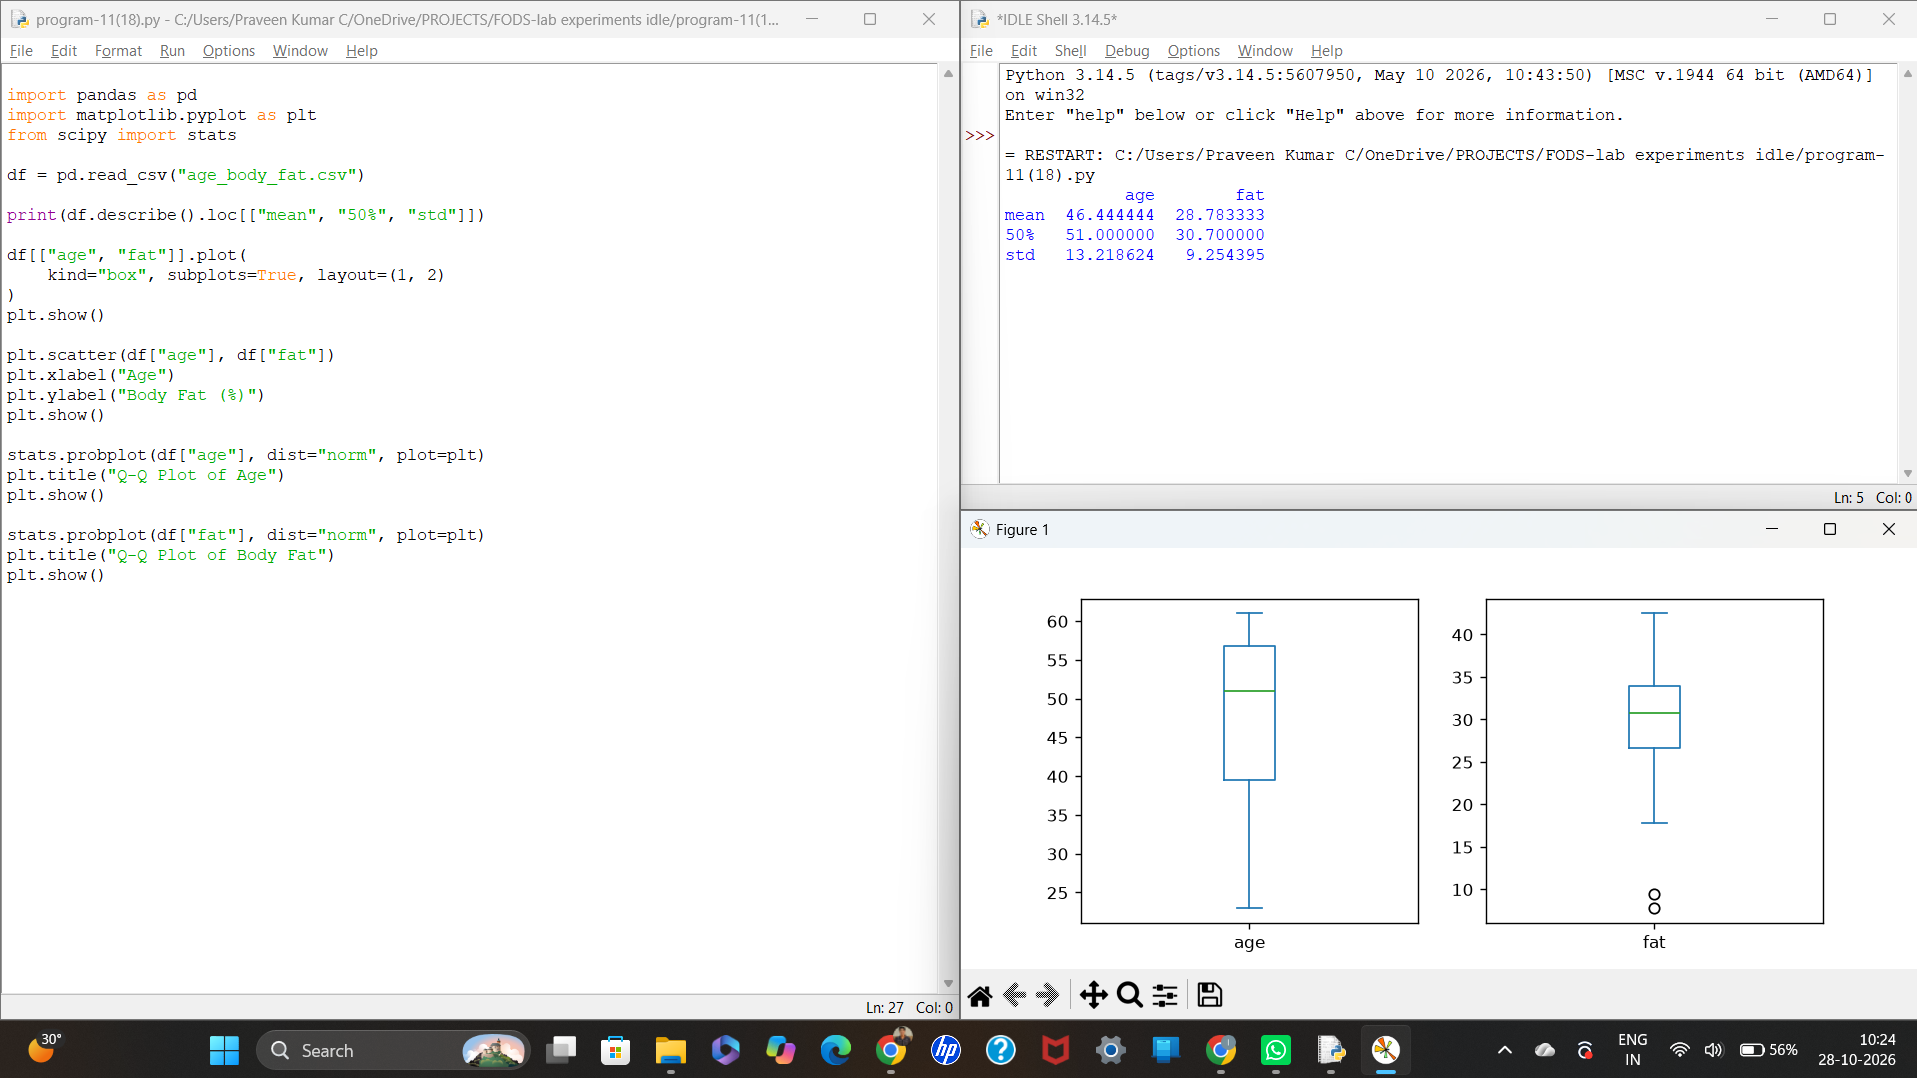 program-11(18).py - C:/Users/Praveen Kumar C/OneDrive/PROJECTS/FODS-lab experiments idle/program-11(1...
File Edit Format Run Options Window Help
import pandas as pd
import matplotlib.pyplot as plt
from scipy import stats
df = pd.read_csv("age_body_fat.csv")
print(df.describe().loc[["mean", "50%", "std"]])
df[["age", "fat"]].plot(
    kind="box", subplots=True, layout=(1, 2)
)
plt.show()
plt.scatter(df["age"], df["fat"])
plt.xlabel("Age")
plt.ylabel("Body Fat (%)")
plt.show()
stats.probplot(df["age"], dist="norm", plot=plt)
plt.title("Q-Q Plot of Age")
plt.show()
stats.probplot(df["fat"], dist="norm", plot=plt)
plt.title("Q-Q Plot of Body Fat")
plt.show()
Ln: 27 Col: 0
*IDLE Shell 3.14.5*
File Edit Shell Debug Options Window Help
Python 3.14.5 (tags/v3.14.5:5607950, May 10 2026, 10:43:50) [MSC v.1944 64 bit (AMD64)]
on win32
Enter "help" below or click "Help" above for more information.
>>>
= RESTART: C:/Users/Praveen Kumar C/OneDrive/PROJECTS/FODS-lab experiments idle/program-
11(18).py
age fat
mean 46.444444 28.783333
50% 51.000000 30.700000
std 13.218624 9.254395
Ln: 5 Col: 0
Figure 1
60
55
50
45
40
35
30
25
age
40
35
30
25
20
15
10
fat
30°
Search
hp
ENG
IN
56%
10:24
28-10-2026